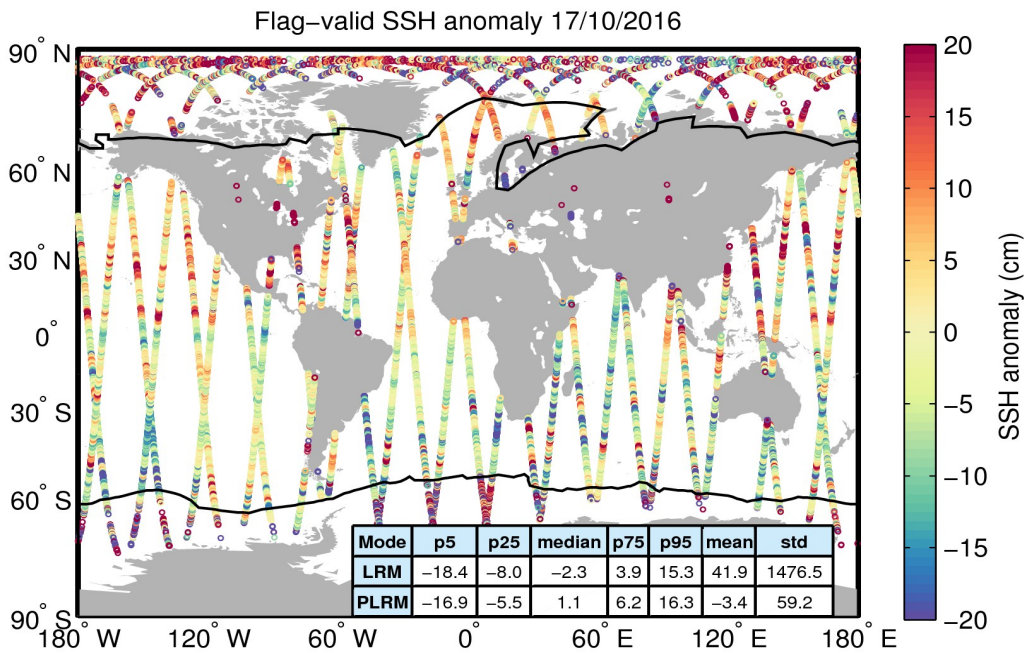 Flag−valid SSH anomaly 17/10/2016
90° N
60° N
30° N
0°
30° S
60° S
90° S
180° W 120° W 60° W 0° 60° E 120° E 180° E
Mode p5 p25 median p75 p95 mean std
LRM −18.4 −8.0 −2.3 3.9 15.3 41.9 1476.5
PLRM −16.9 −5.5 1.1 6.2 16.3 −3.4 59.2
20
15
10
5
0
−5
−10
−15
−20
SSH anomaly (cm)